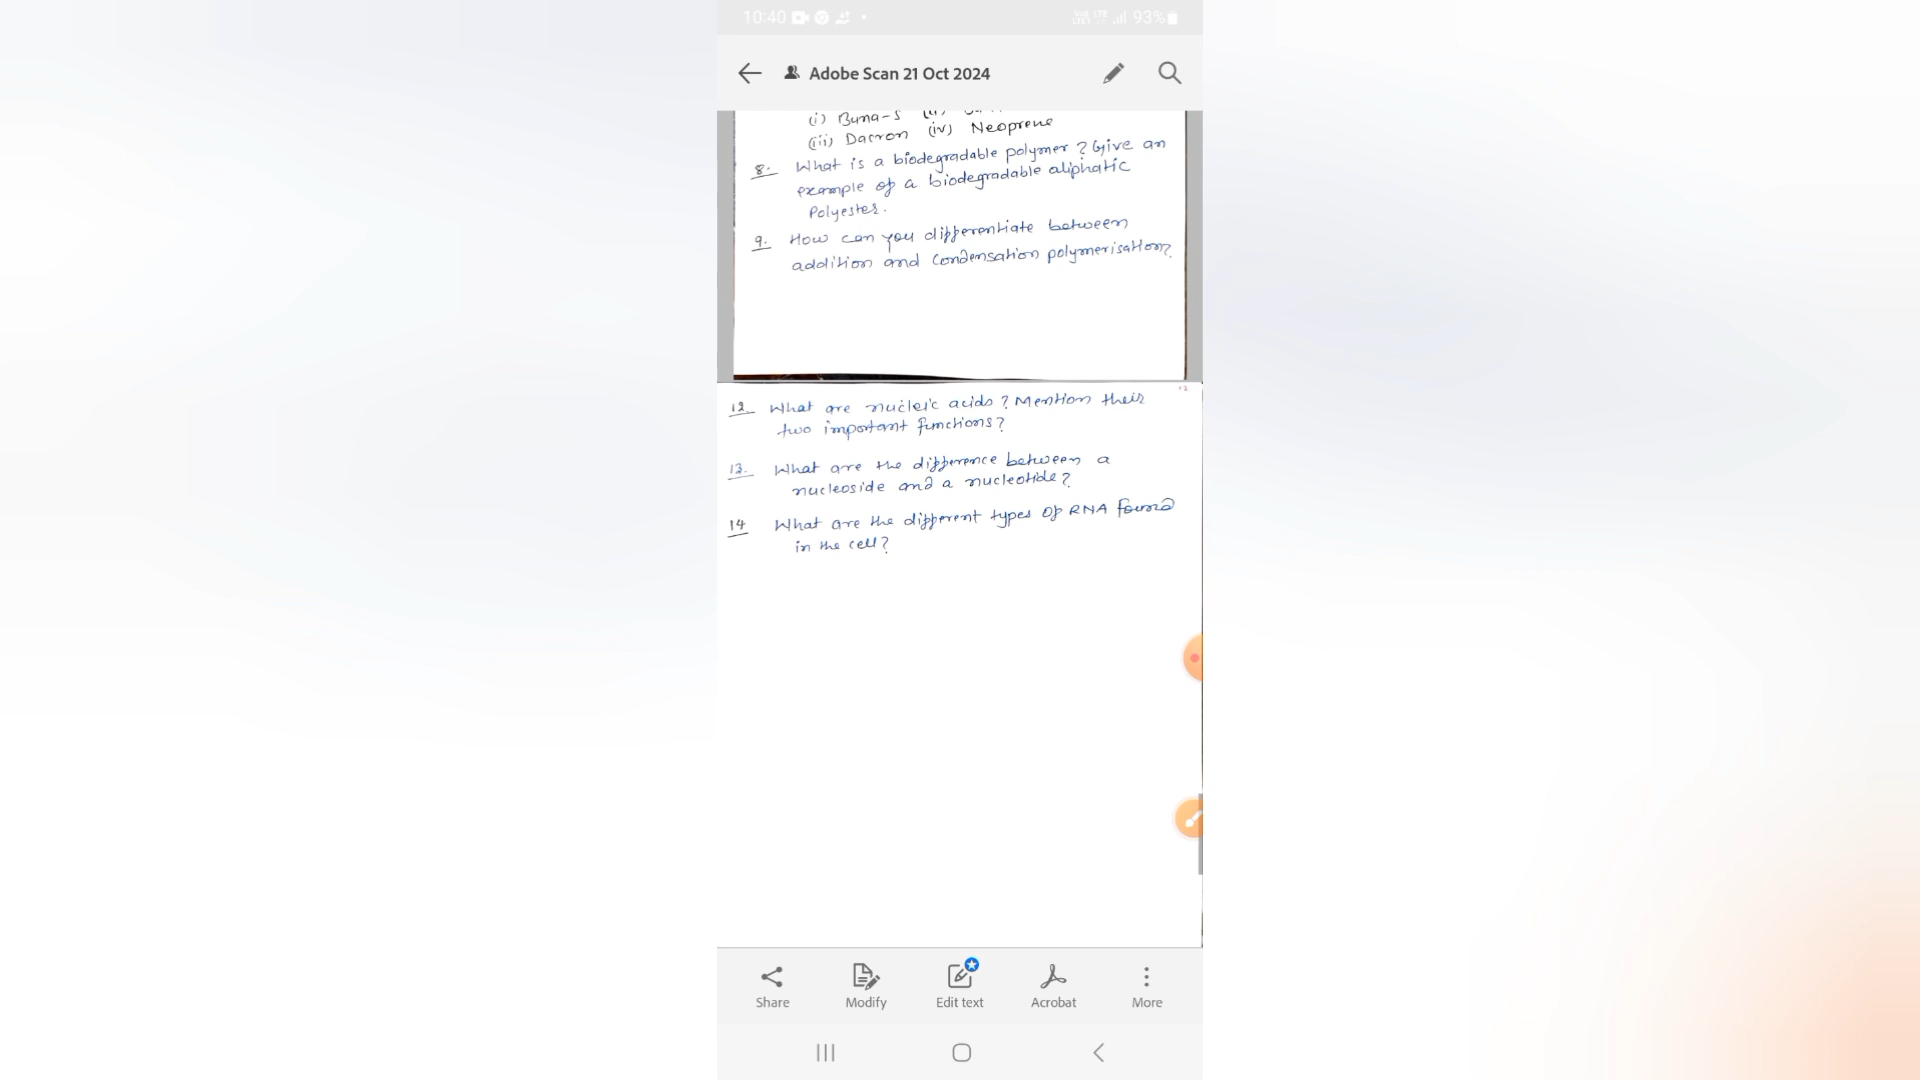 10:40
93%
Adobe Scan 21 Oct 2024
(i) Buna-S (ii)
(iii) Dacron (iv) Neoprene
8. What is a biodegradable polymer? Give an
example of a biodegradable aliphatic
Polyester.
9. How can you differentiate between
addition and condensation polymerisation?
12 What are nucleic acids? Mention their
two important functions?
13. What are the difference between a
nucleoside and a nucleotide?
14 What are the different types of RNA found
in the cell?
Share
Modify
Edit text
Acrobat
More